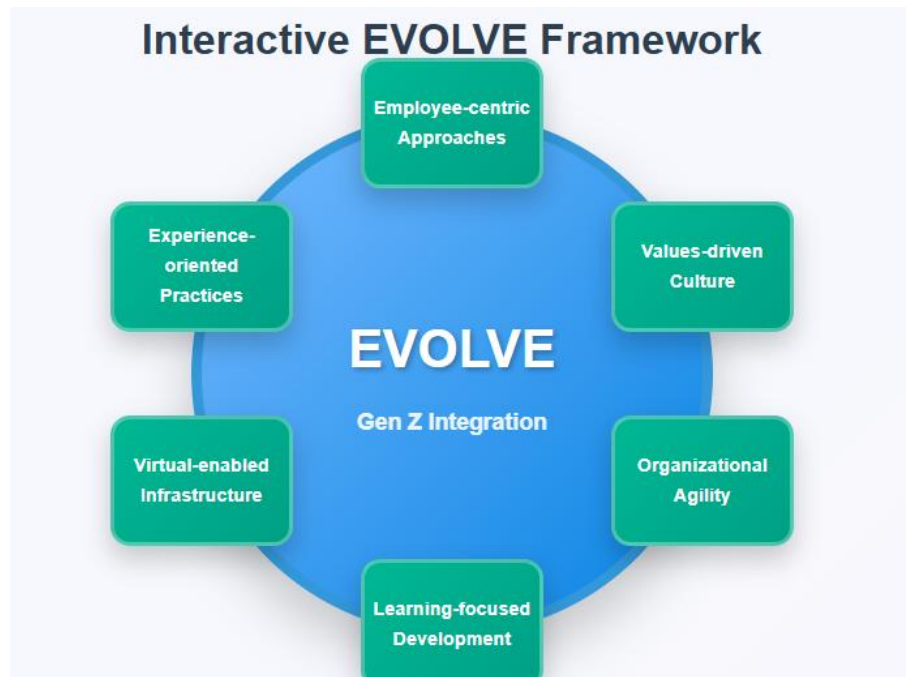 Interactive EVOLVE Framework
Employee-centric
Approaches
Experience-
oriented
Practices
Values-driven
Culture
EVOLVE
Gen Z Integration
Virtual-enabled
Infrastructure
Organizational
Agility
Learning-focused
Development